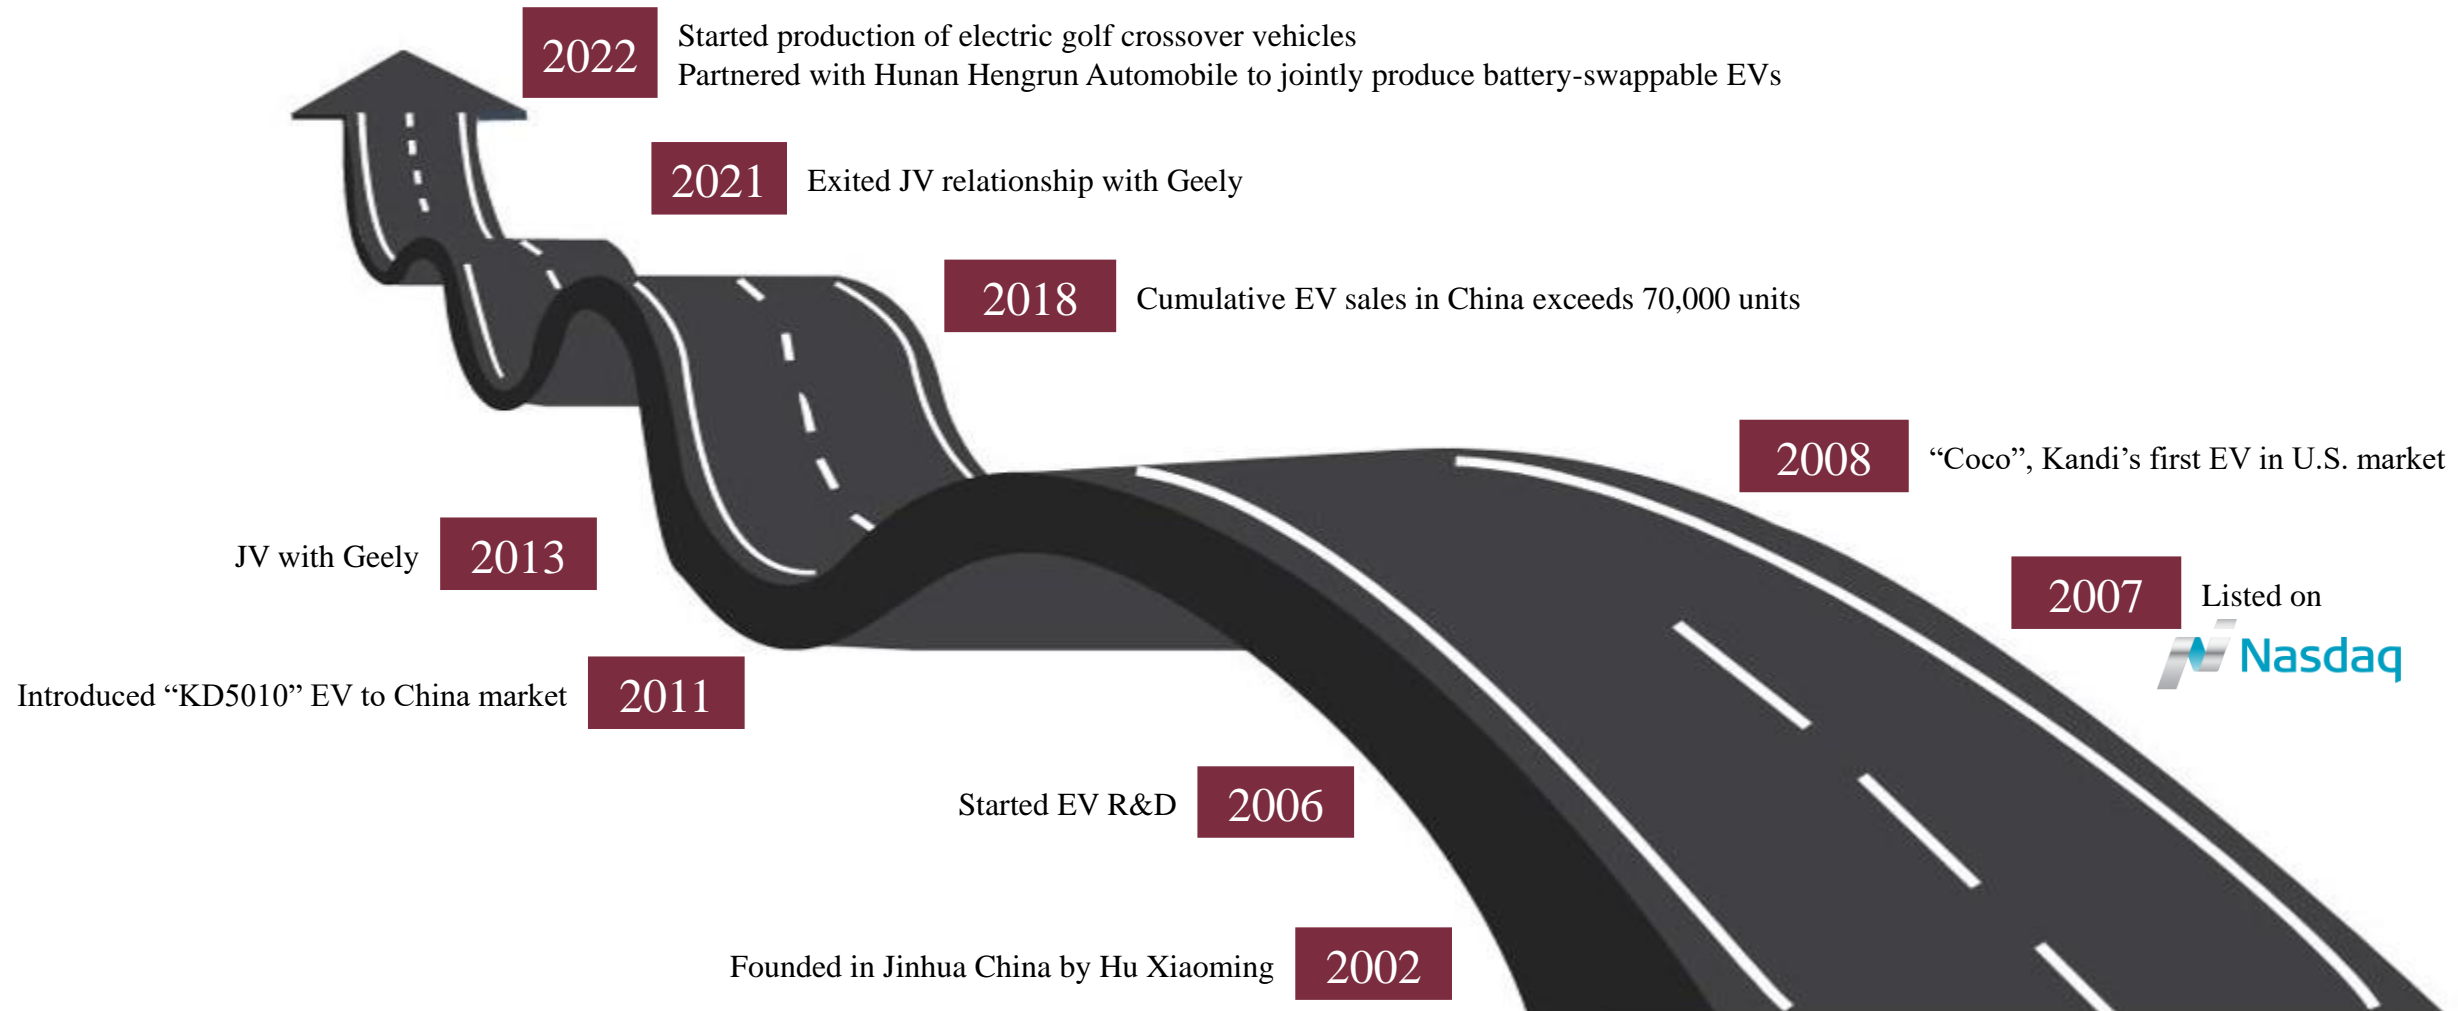 2022
Started production of electric golf crossover vehicles
Partnered with Hunan Hengrun Automobile to jointly produce battery-swappable EVs
2021
Exited JV relationship with Geely
2018
Cumulative EV sales in China exceeds 70,000 units
2008
“Coco”, Kandi’s first EV in U.S. market
JV with Geely
2013
2007
Listed on
Nasdaq
Introduced “KD5010” EV to China market
2011
Started EV R&D
2006
Founded in Jinhua China by Hu Xiaoming
2002